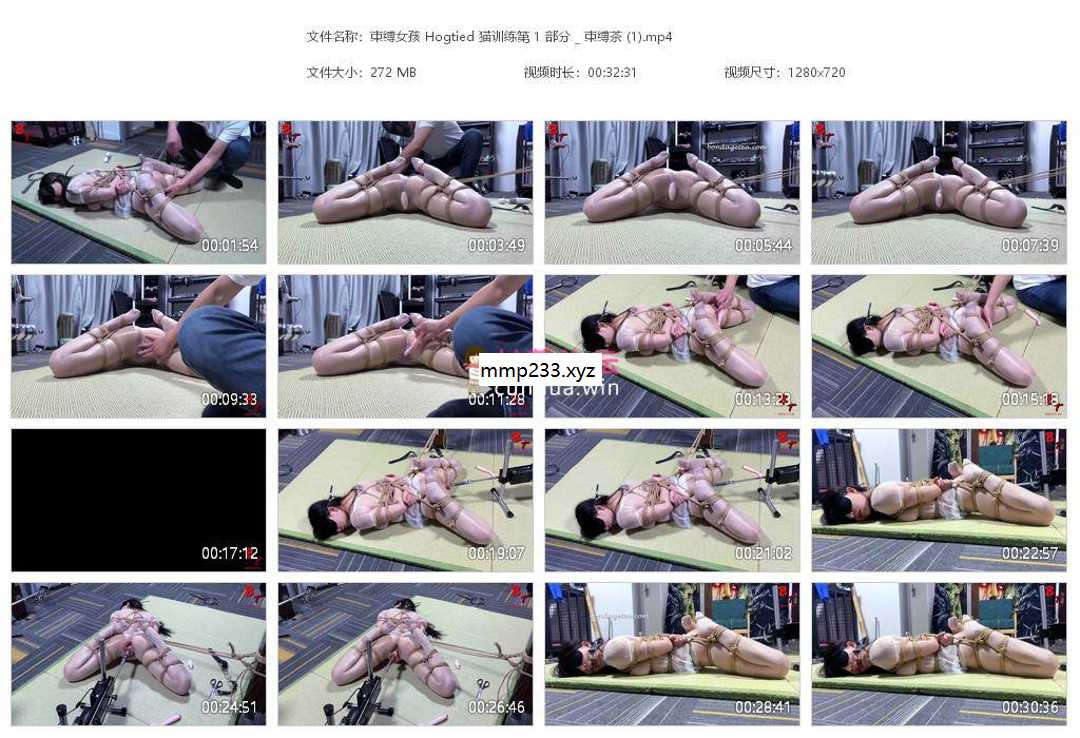 文件名称: 束缚女孩 Hogtied 猫训练笔 1 部分 _ 束缚茶 (1).mp4
文件大小: 272 MB 视频时长: 00:32:31 视频尺寸: 1280x720
00:01:54 00:03:49 00:05:44 00:07:39
bondagetea.com
00:09:33 00:11:28 00:13:23 00:15:18
mmp233.xyz
00:17:12 00:19:07 00:21:02 00:22:57
00:24:51 00:26:46 00:28:41 00:30:36